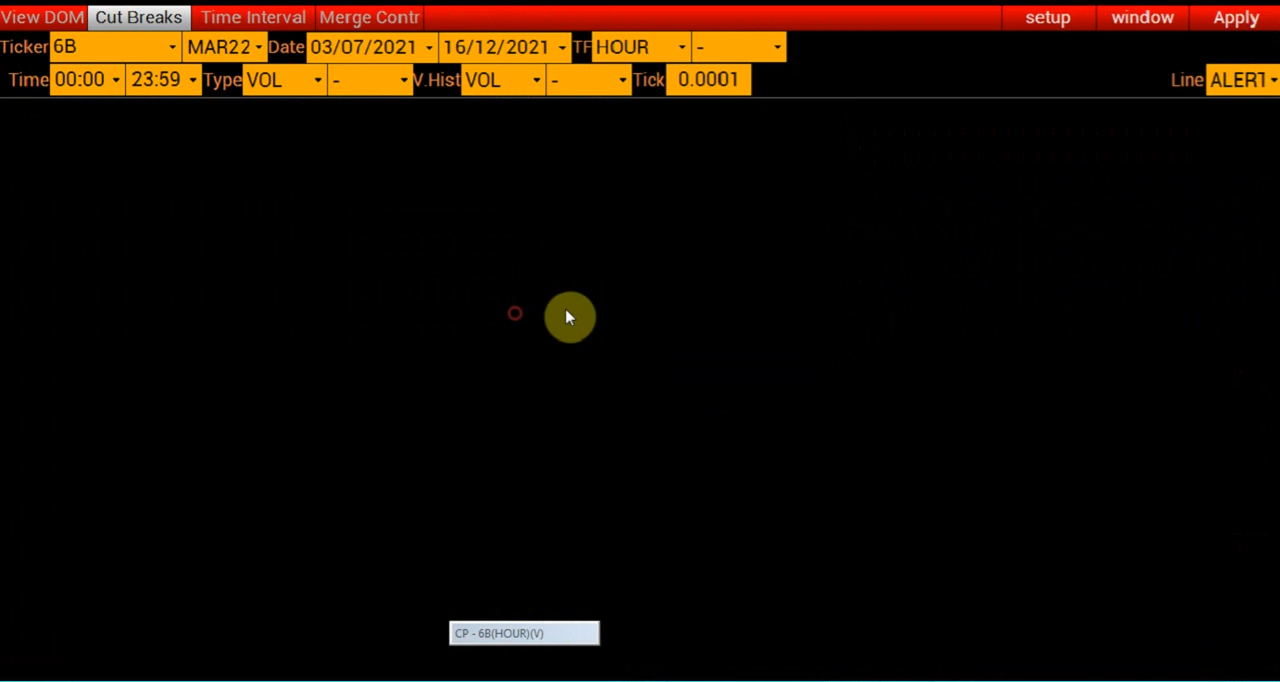 View DOM Cut Breaks Time Interval Merge Contr setup window Apply
Ticker 6B MAR22 Date 03/07/2021 16/12/2021 TF HOUR -
Time 00:00 23:59 Type VOL - V.Hist VOL - Tick 0.0001 Line ALERT
CP - 6B(HOUR)(V)